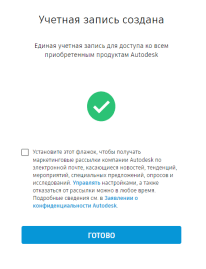 Учетная запись создана
Единая учетная запись для доступа ко всем
приобретенным продуктам Autodesk
Установите этот флажок, чтобы получать
маркетинговые рассылки компании Autodesk по
электронной почте, касающиеся новостей, тенденций,
мероприятий, специальных предложений, опросов и
исследований. Управлять настройками, а также
отказаться от рассылки можно в любое время.
Подробные сведения см. в Заявлении о
конфиденциальности Autodesk.
ГОТОВО